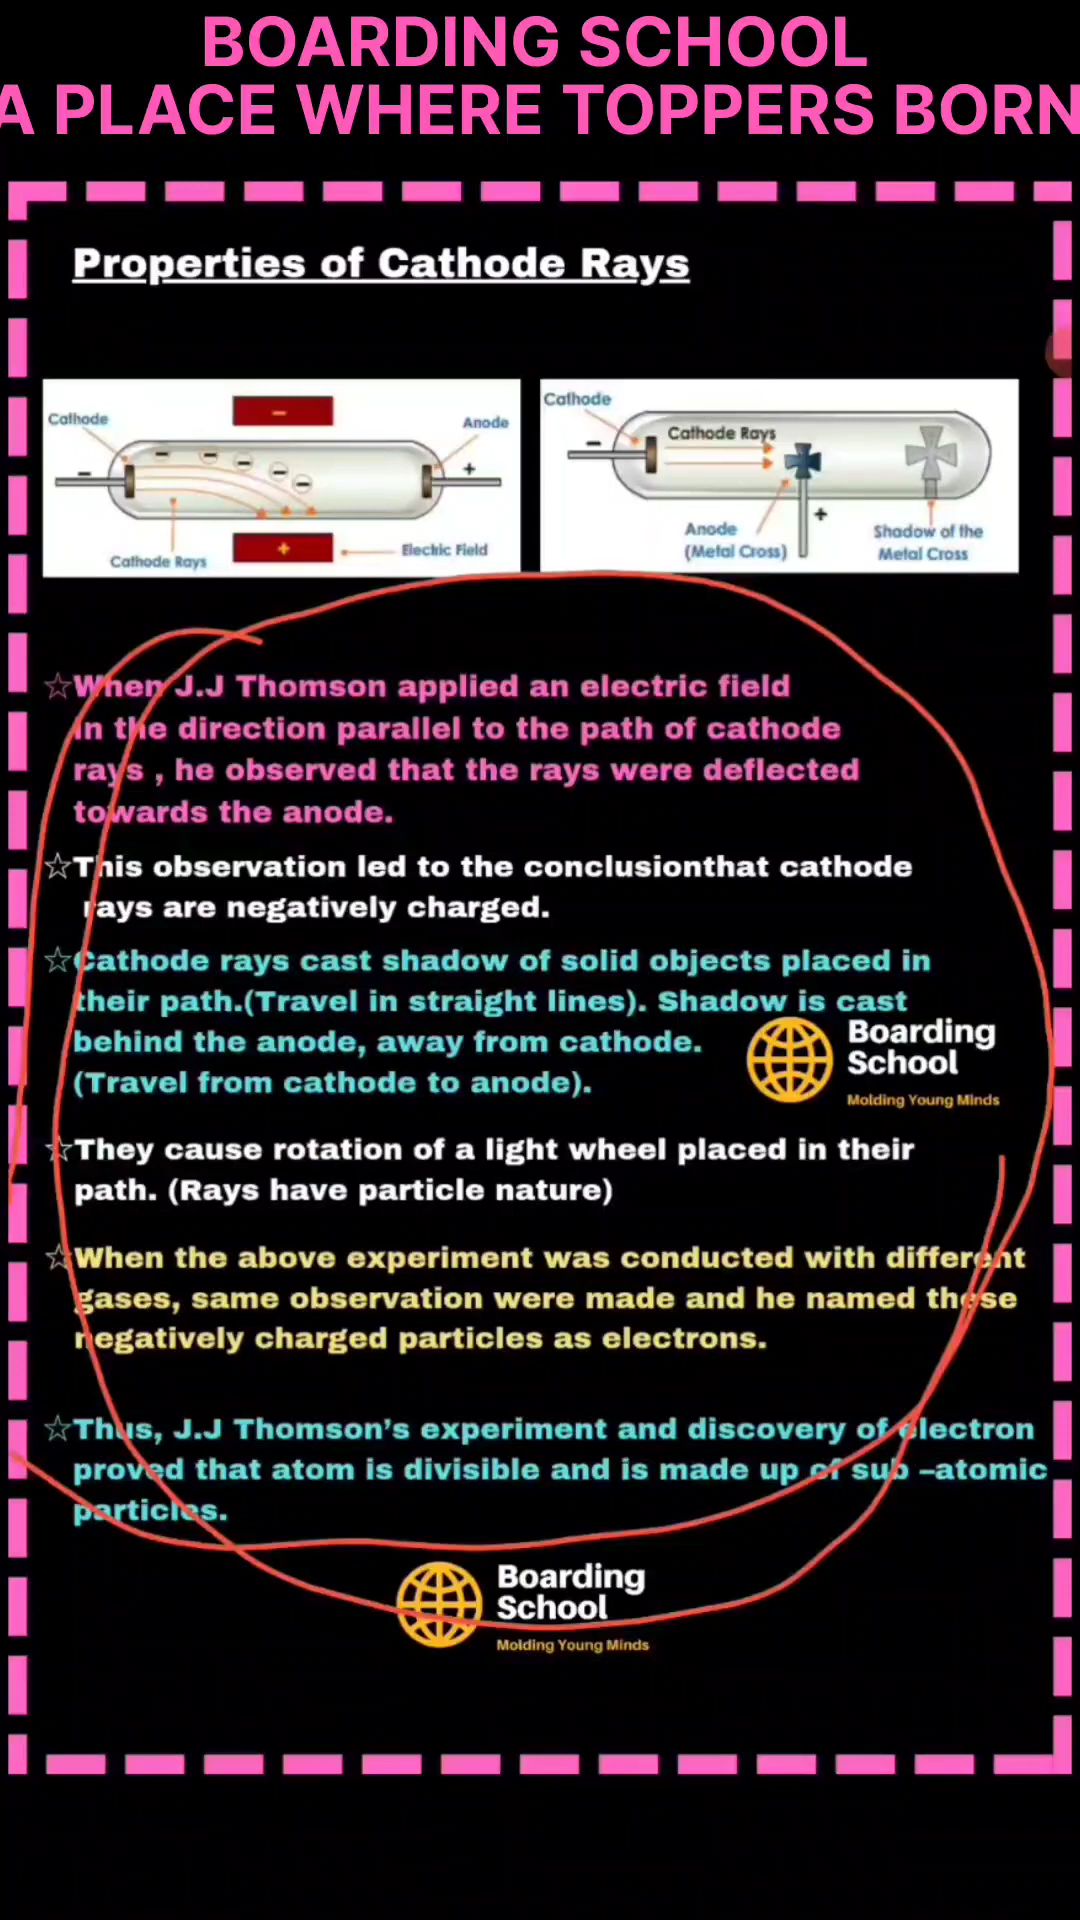 BOARDING SCHOOL
A PLACE WHERE TOPPERS BORN
Properties of Cathode Rays
Cathode
−
Anode
−
+
Cathode Rays
+
Electric Field
Cathode
Cathode Rays
−
+
Anode
(Metal Cross)
Shadow of the
Metal Cross
☆When J.J Thomson applied an electric field
in the direction parallel to the path of cathode
rays , he observed that the rays were deflected
towards the anode.
☆This observation led to the conclusionthat cathode
rays are negatively charged.
☆Cathode rays cast shadow of solid objects placed in
their path.(Travel in straight lines). Shadow is cast
behind the anode, away from cathode.
(Travel from cathode to anode).
Boarding
School
Molding Young Minds
☆They cause rotation of a light wheel placed in their
path. (Rays have particle nature)
☆When the above experiment was conducted with different
gases, same observation were made and he named these
negatively charged particles as electrons.
☆Thus, J.J Thomson’s experiment and discovery of electron
proved that atom is divisible and is made up of sub –atomic
particles.
Boarding
School
Molding Young Minds